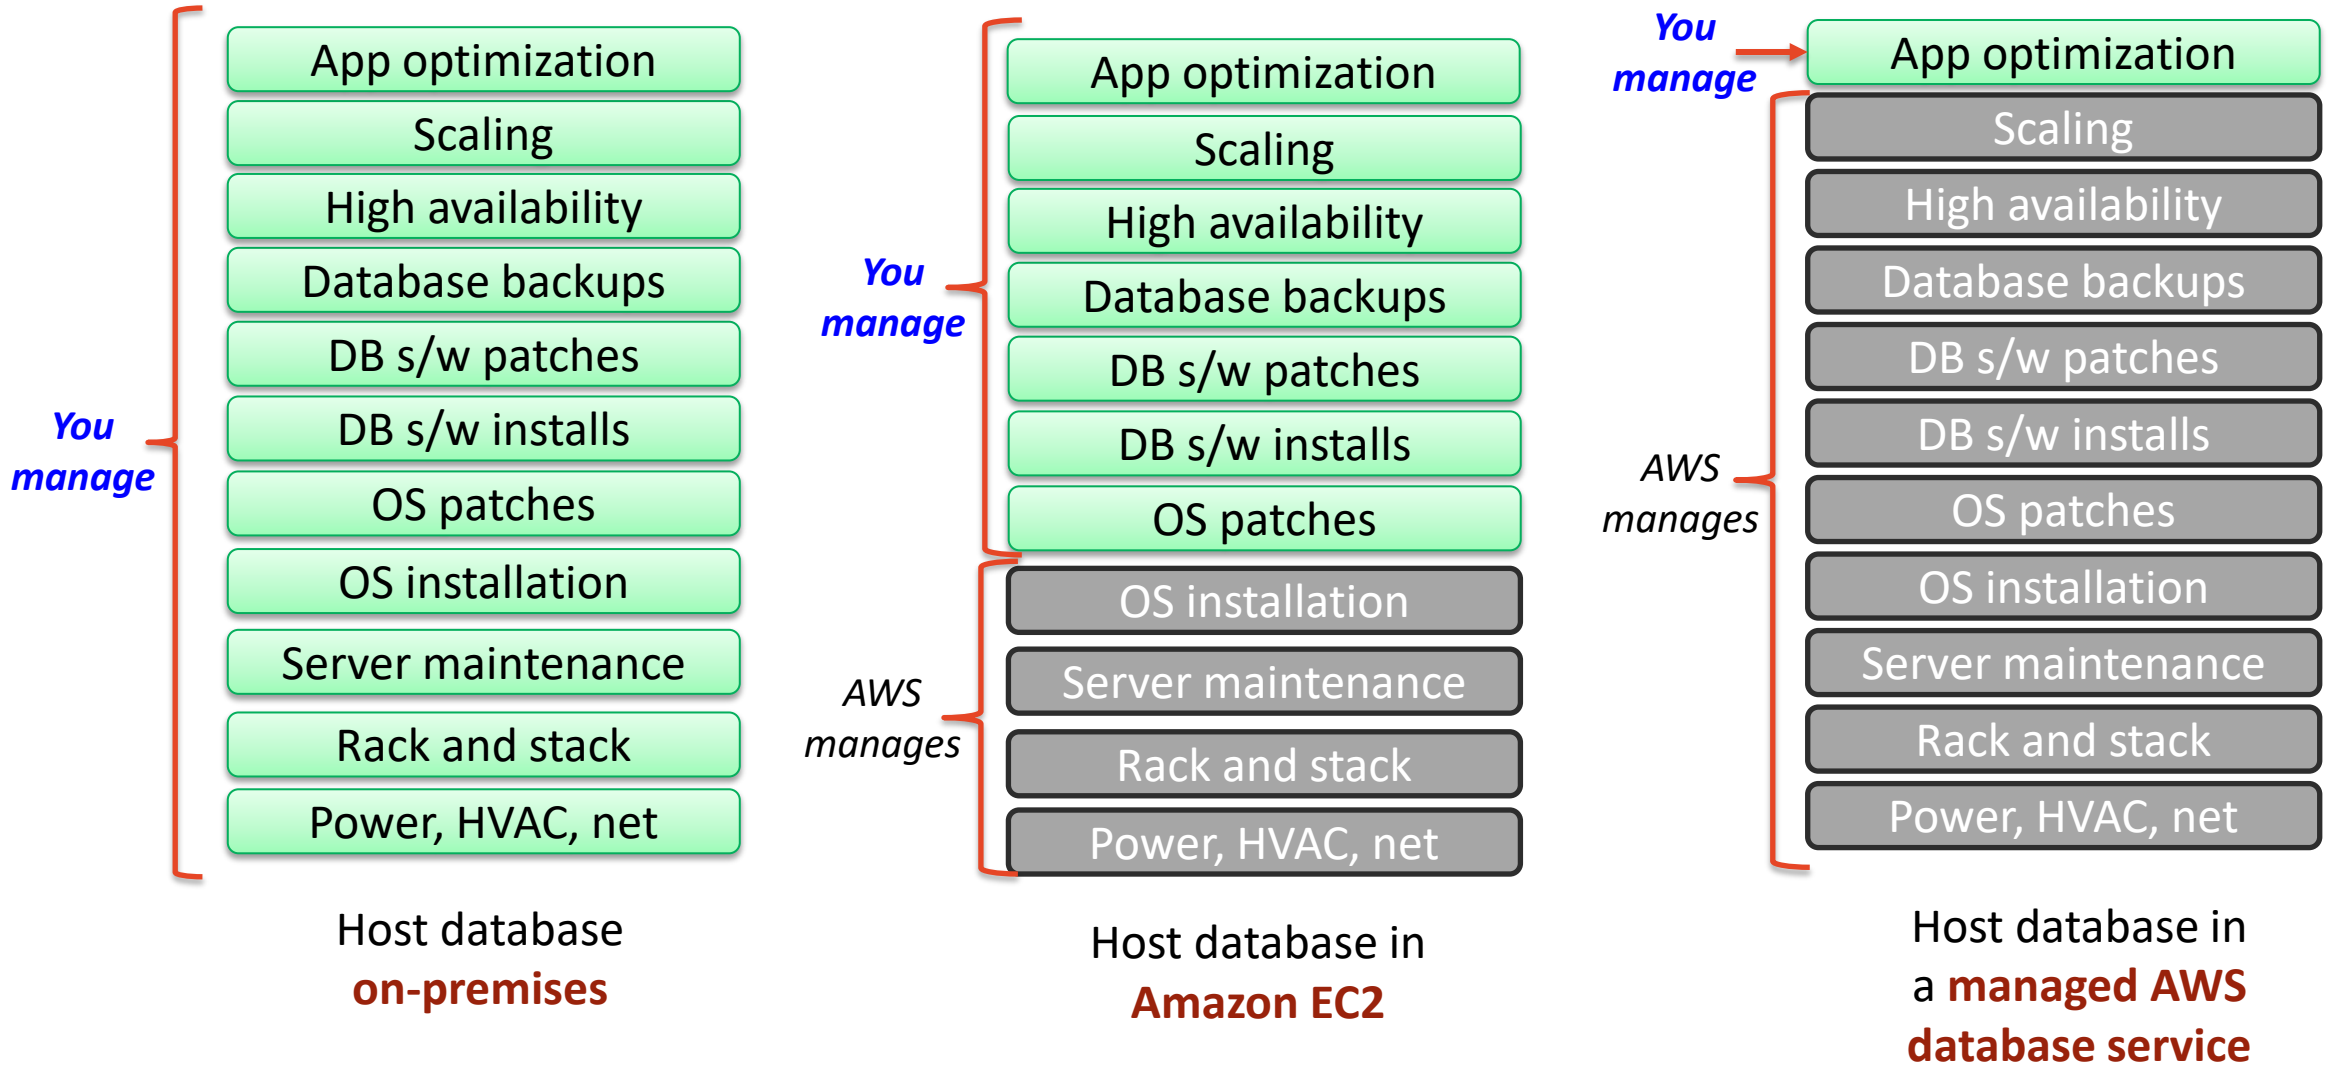 You
manage
App optimization
Scaling
High availability
Database backups
DB s/w patches
DB s/w installs
OS patches
OS installation
Server maintenance
Rack and stack
Power, HVAC, net
Host database
on-premises
You
manage
AWS
manages
App optimization
Scaling
High availability
Database backups
DB s/w patches
DB s/w installs
OS patches
OS installation
Server maintenance
Rack and stack
Power, HVAC, net
Host database in
Amazon EC2
You
manage
AWS
manages
App optimization
Scaling
High availability
Database backups
DB s/w patches
DB s/w installs
OS patches
OS installation
Server maintenance
Rack and stack
Power, HVAC, net
Host database in
a managed AWS
database service